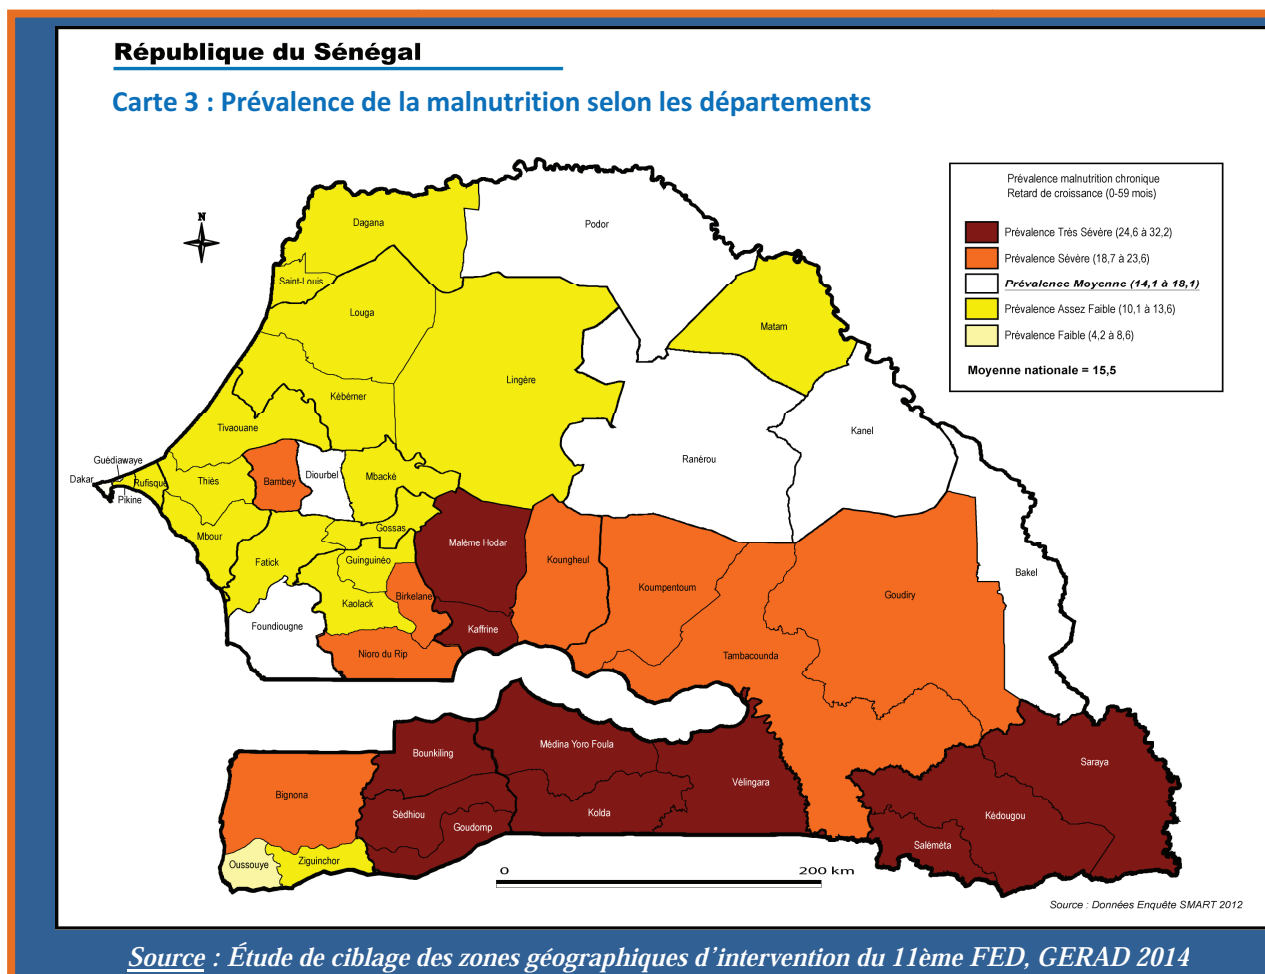 République du Sénégal
Carte 3 : Prévalence de la malnutrition selon les départements
Prévalence malnutrition chronique
Retard de croissance (0-59 mois)
Prévalence Trés Sévère (24,6 à 32,2)
Prévalence Sévère (18,7 à 23,6)
Prévalence Moyenne (14,1 à 18,1)
Prévalence Assez Faible (10,1 à 13,6)
Prévalence Faible (4,2 à 8,6)
Moyenne nationale = 15,5
N
Dagana
Podor
Saint-Louis
Louga
Matam
Lingère
Kébémer
Tivaouane
Kanel
Ranérou
Guédiawaye
Dakar
Rufisque
Pikine
Thiès
Bambey
Diourbel
Mbacké
Mbour
Gossas
Malème Hodar
Fatick
Guinguinéo
Koungheul
Koumpentoum
Bakel
Goudiry
Kaolack
Birkelane
Foundiougne
Kaffrine
Nioro du Rip
Tambacounda
Bounkiling
Mèdina Yoro Foula
Vèlingara
Saraya
Bignona
Sèdhiou
Goudomp
Kolda
Kèdougou
Salèmèta
Oussouye
Ziguinchor
0
200 km
Source : Données Enquête SMART 2012
Source : Étude de ciblage des zones géographiques d'intervention du 11ème FED, GERAD 2014